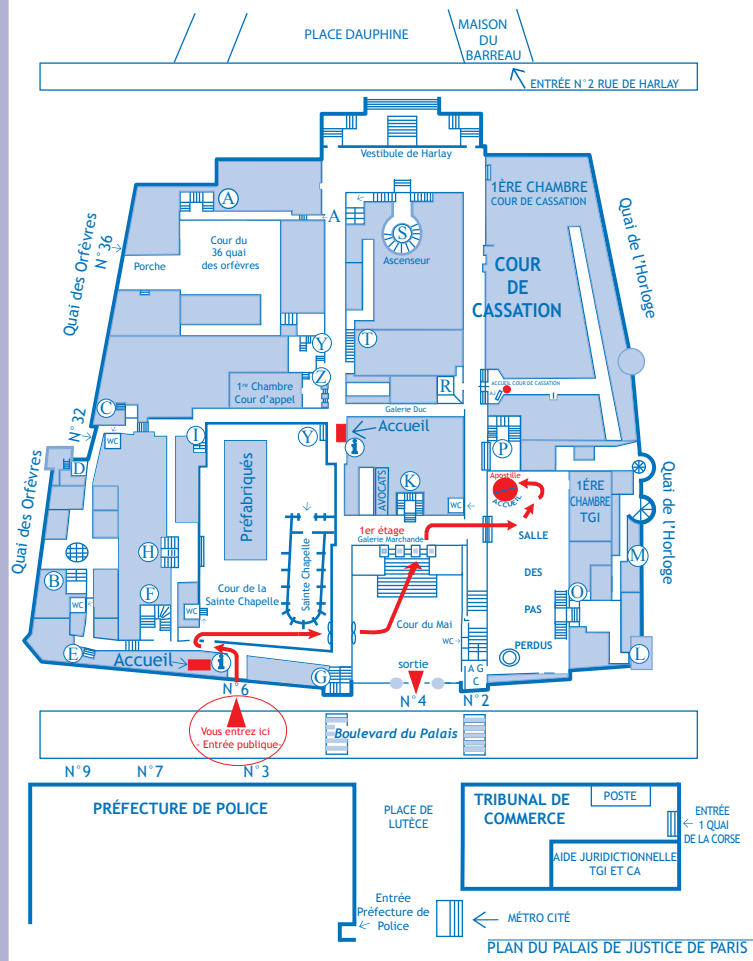 PLACE DAUPHINE
MAISON
DU
BARREAU
ENTRÉE N°2 RUE DE HARLAY
Vestibule de Harlay
1ÈRE CHAMBRE
COUR DE CASSATION
A
A
S
Ascenseur
Cour du
36 quai
des orfèvres
Porche
Quai des Orfèvres
N°36
Quai de l'Horloge
COUR
DE
CASSATION
Y
T
Z
1re Chambre
Cour d'appel
R
ACCUEIL COUR DE CASSATION
Galerie Duc
C
N°32
WC
I
Y
Accueil
i
P
D
Quai des Orfèvres
Préfabriqués
AVOCATS
K
WC
Apostille
ACCUEIL
1ÈRE
CHAMBRE
TGI
Quai de l'Horloge
1er étage
Galerie Marchande
SALLE
DES
PAS
PERDUS
H
M
B
WC
F
WC
Cour de la
Sainte Chapelle
Sainte Chapelle
O
Cour du Mai
WC
E
Accueil
i
G
sortie
A G
C
L
N°6
N°4
N°2
Vous entrez ici
- Entrée publique-
Boulevard du Palais
N°9
N°7
N°3
PRÉFECTURE DE POLICE
PLACE DE
LUTÈCE
TRIBUNAL DE
COMMERCE
POSTE
ENTRÉE
1 QUAI
DE LA CORSE
AIDE JURIDICTIONNELLE
TGI ET CA
Entrée
Préfecture de
Police
MÉTRO CITÉ
PLAN DU PALAIS DE JUSTICE DE PARIS